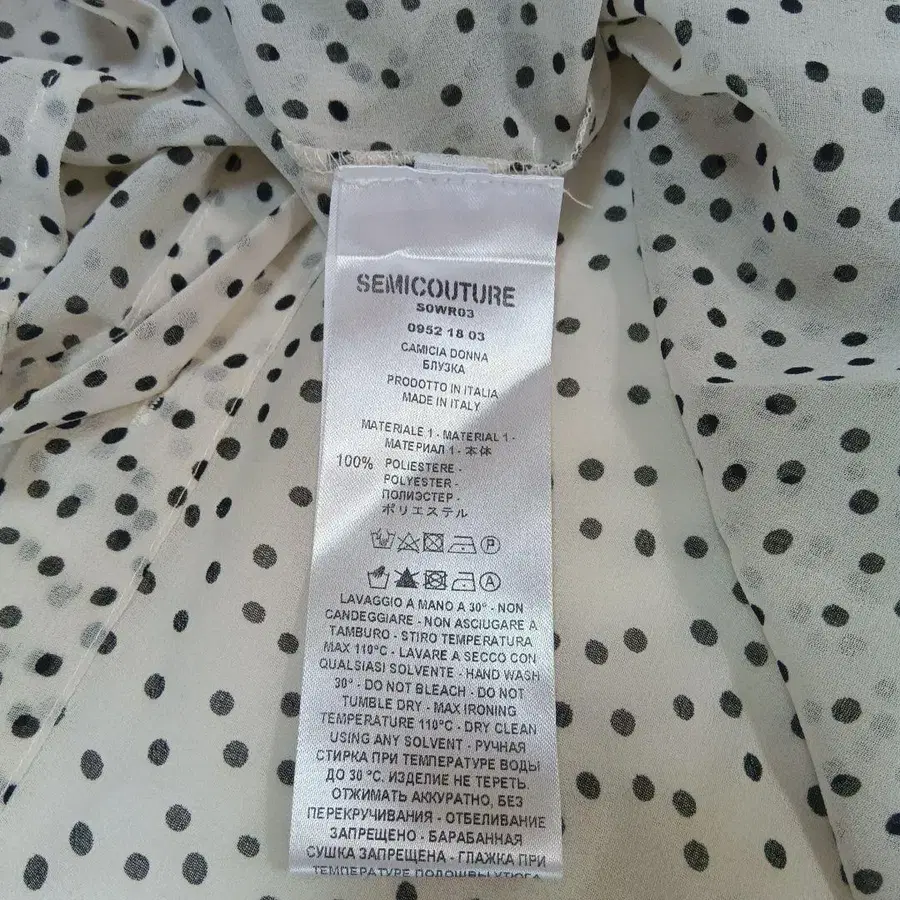 SEMICOUTURE
S0WR03
0952 18 03
CAMICIA DONNA
БЛУЗКА
PRODOTTO IN ITALIA
MADE IN ITALY
MATERIALE 1 - MATERIAL 1 -
МАТЕРИАЛ 1 - 本体
100% POLIESTERE -
POLYESTER -
ПОЛИЭСТЕР -
ポリエステル
P
A
LAVAGGIO A MANO A 30° - NON
CANDEGGIARE - NON ASCIUGARE A
TAMBURO - STIRO TEMPERATURA
MAX 110°C - LAVARE A SECCO CON
QUALSIASI SOLVENTE - HAND WASH
30° - DO NOT BLEACH - DO NOT
TUMBLE DRY - MAX IRONING
TEMPERATURE 110°C - DRY CLEAN
USING ANY SOLVENT - РУЧНАЯ
СТИРКА ПРИ ТЕМПЕРАТУРЕ ВОДЫ
ДО 30 °C. ИЗДЕЛИЕ НЕ ТЕРЕТЬ.
ОТЖИМАТЬ АККУРАТНО, БЕЗ
ПЕРЕКРУЧИВАНИЯ - ОТБЕЛИВАНИЕ
ЗАПРЕЩЕНО - БАРАБАННАЯ
СУШКА ЗАПРЕЩЕНА - ГЛАЖКА ПРИ
ТЕМПЕРАТУРЕ ПОДОШВЫ УТЮГА